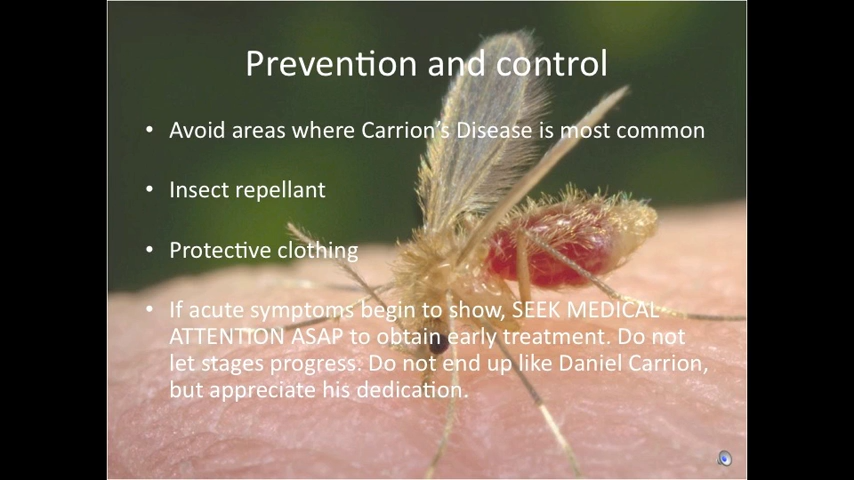 Prevention and control
• Avoid areas where Carrion's Disease is most common
• Insect repellant
• Protective clothing
• If acute symptoms begin to show, SEEK MEDICAL
ATTENTION ASAP to obtain early treatment. Do not
let stages progress. Do not end up like Daniel Carrion,
but appreciate his dedication.